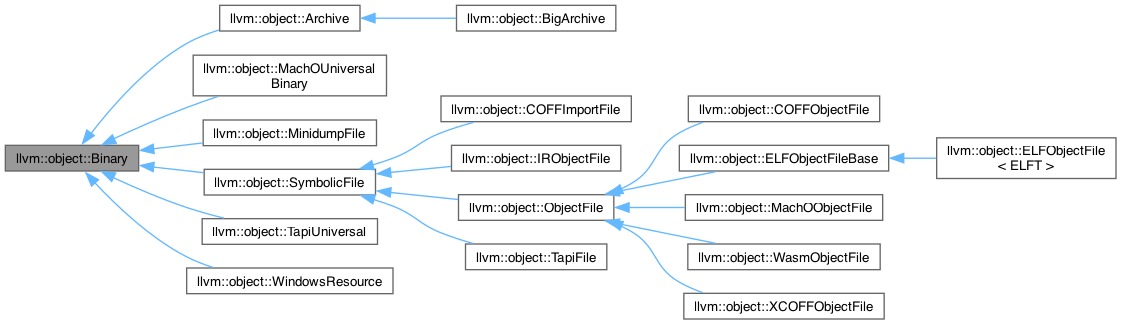 llvm::object::Archive
llvm::object::BigArchive
llvm::object::MachOUniversal
Binary
llvm::object::COFFImportFile
llvm::object::COFFObjectFile
llvm::object::MinidumpFile
llvm::object::Binary
llvm::object::IRObjectFile
llvm::object::ELFObjectFileBase
llvm::object::ELFObjectFile
< ELFT >
llvm::object::SymbolicFile
llvm::object::ObjectFile
llvm::object::MachOObjectFile
llvm::object::TapiUniversal
llvm::object::TapiFile
llvm::object::WasmObjectFile
llvm::object::WindowsResource
llvm::object::XCOFFObjectFile